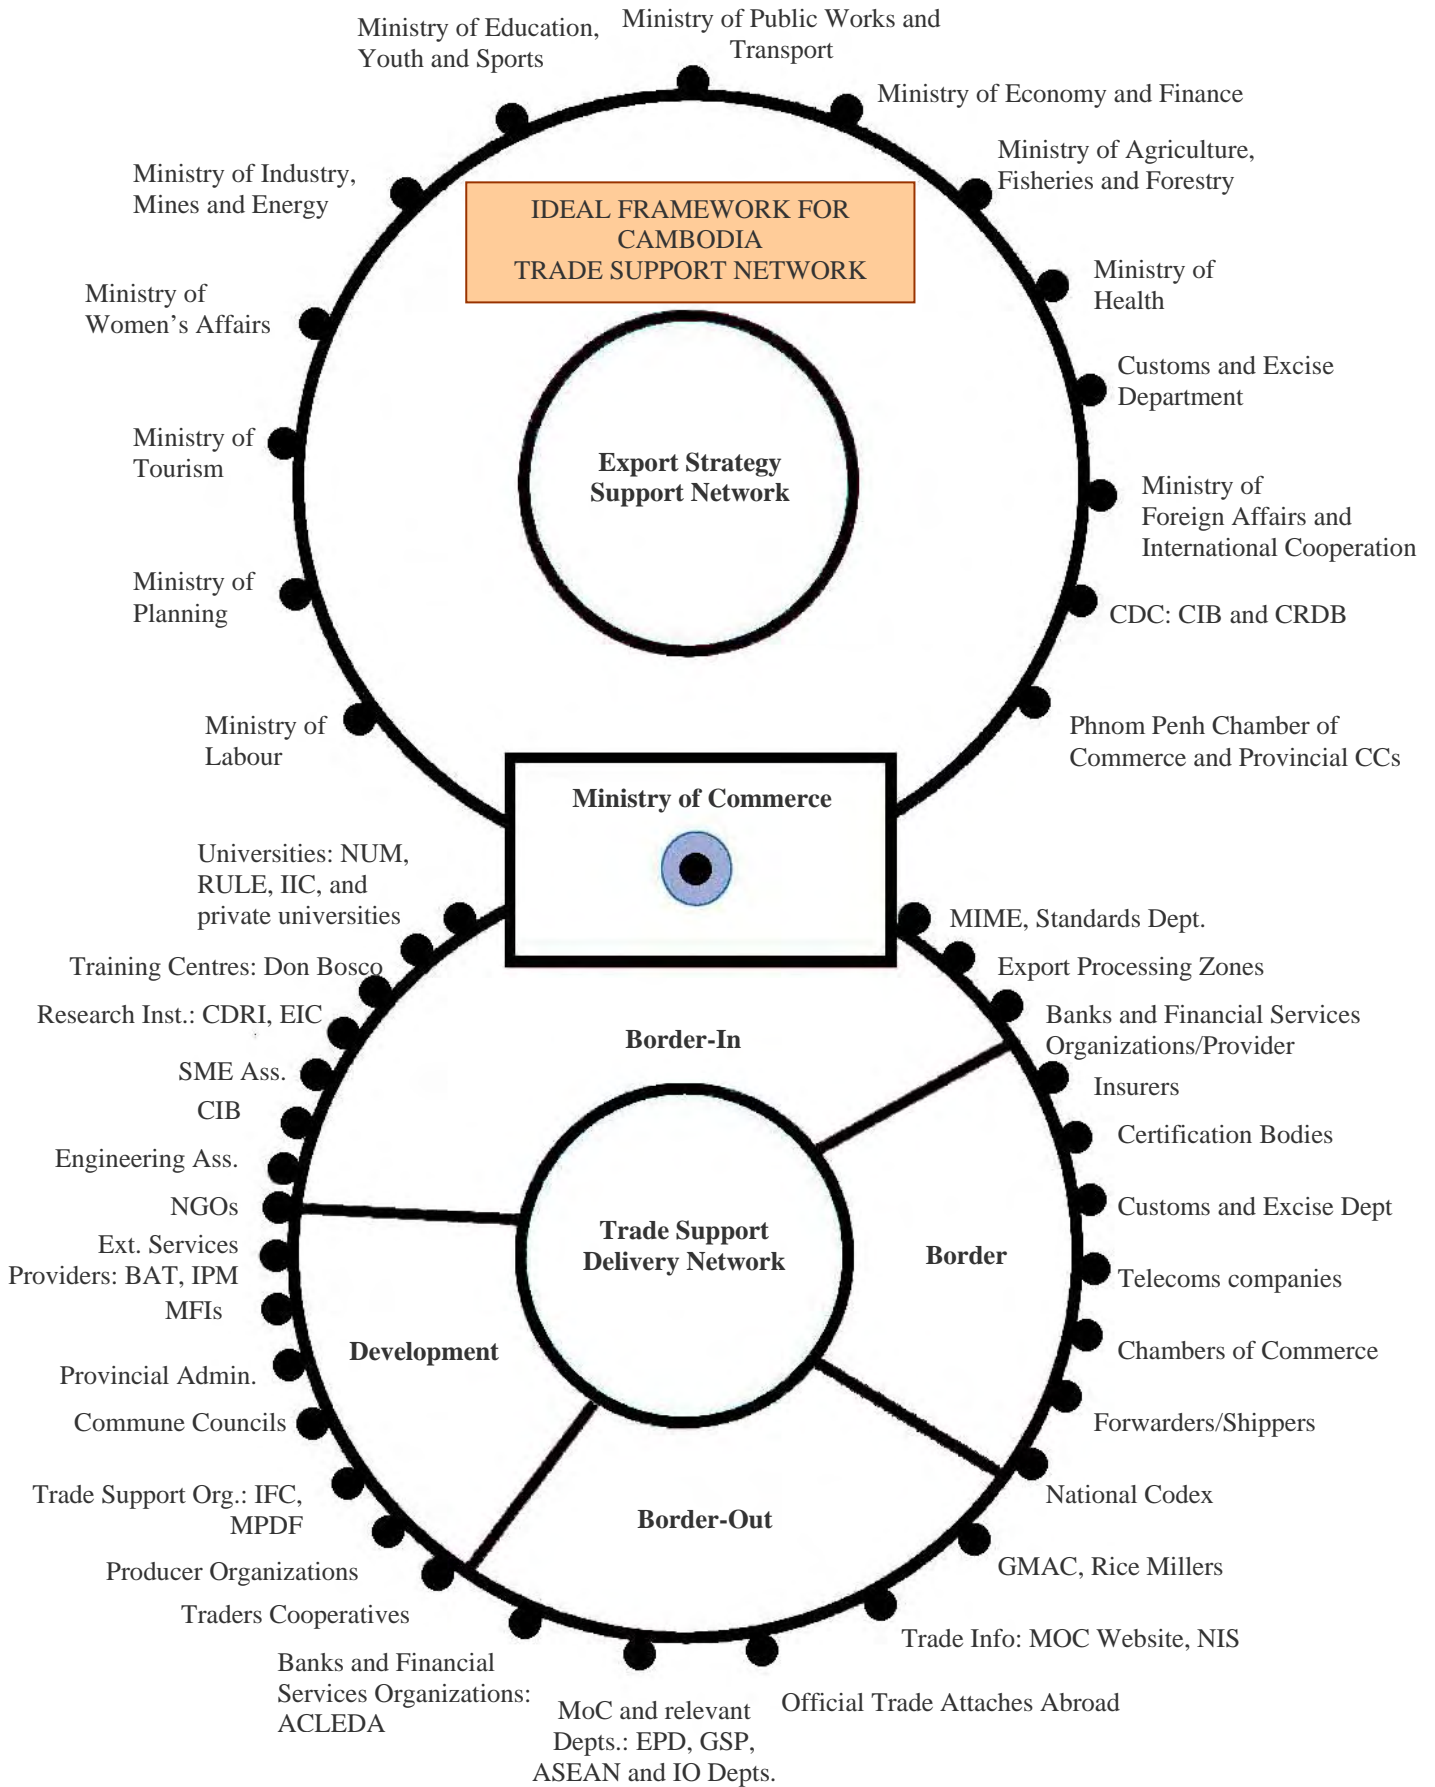 Ministry of Education,
Youth and Sports
Ministry of Public Works and
Transport
Ministry of Economy and Finance
Ministry of Agriculture,
Fisheries and Forestry
Ministry of Industry,
Mines and Energy
IDEAL FRAMEWORK FOR
CAMBODIA
TRADE SUPPORT NETWORK
Ministry of
Health
Ministry of
Women’s Affairs
Customs and Excise
Department
Ministry of
Tourism
Export Strategy
Support Network
Ministry of
Foreign Affairs and
International Cooperation
Ministry of
Planning
CDC: CIB and CRDB
Ministry of
Labour
Phnom Penh Chamber of
Commerce and Provincial CCs
Ministry of Commerce
Universities: NUM,
RULE, IIC, and
private universities
MIME, Standards Dept.
Training Centres: Don Bosco
Export Processing Zones
Research Inst.: CDRI, EIC
Banks and Financial Services
Organizations/Provider
Border-In
SME Ass.
Insurers
CIB
Certification Bodies
Engineering Ass.
NGOs
Customs and Excise Dept
Ext. Services
Providers: BAT, IPM
Trade Support
Delivery Network
Border
Telecoms companies
MFIs
Development
Chambers of Commerce
Provincial Admin.
Commune Councils
Forwarders/Shippers
Trade Support Org.: IFC,
MPDF
National Codex
Border-Out
Producer Organizations
GMAC, Rice Millers
Traders Cooperatives
Trade Info: MOC Website, NIS
Banks and Financial
Services Organizations:
ACLEDA
MoC and relevant
Depts.: EPD, GSP,
ASEAN and IO Depts.
Official Trade Attaches Abroad